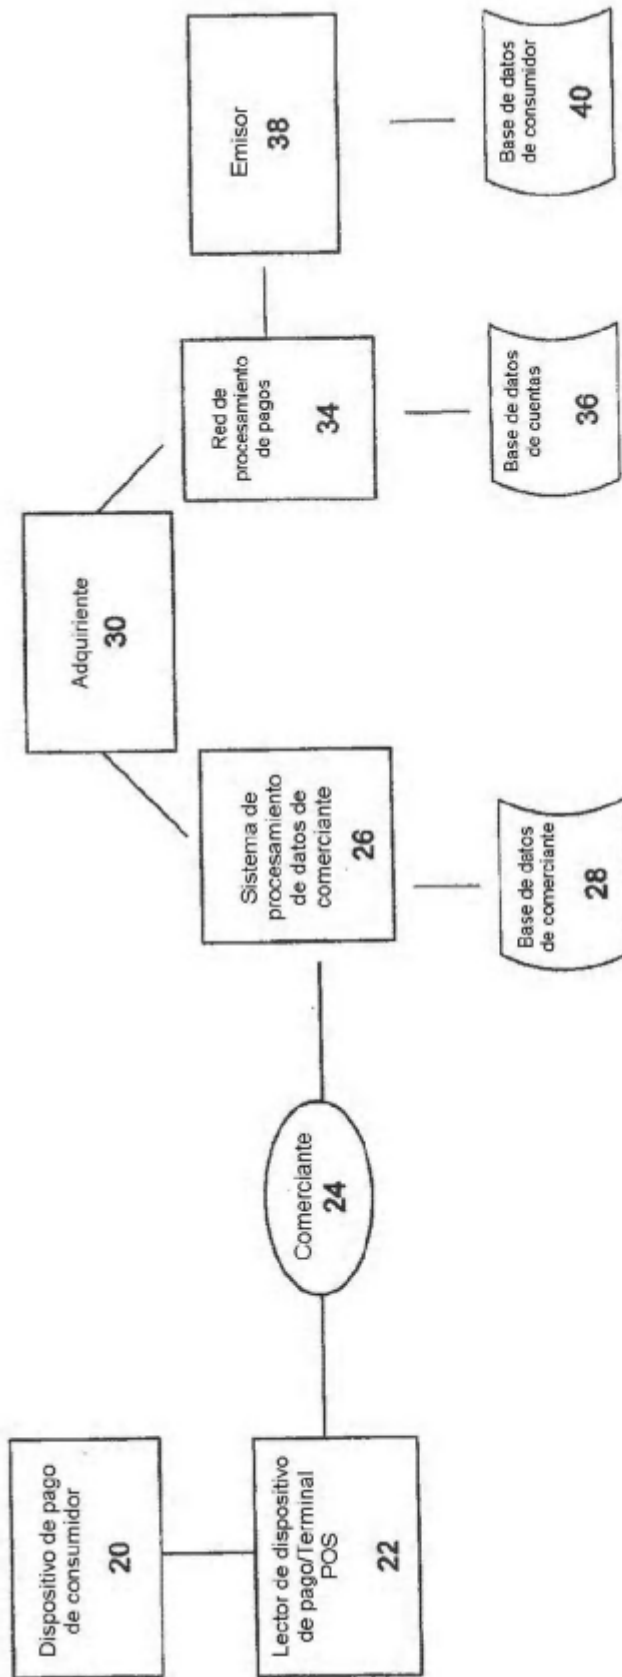 Dispositivo de pago
de consumidor
20
Lector de dispositivo
de pago/Terminal
POS
22
Comerciante
24
Sistema de
procesamiento
de datos de
comerciante
26
Base de datos
de comerciante
28
Adquiriente
30
Red de
procesamiento
de pagos
34
Base de datos
de cuentas
36
Emisor
38
Base de datos
de consumidor
40